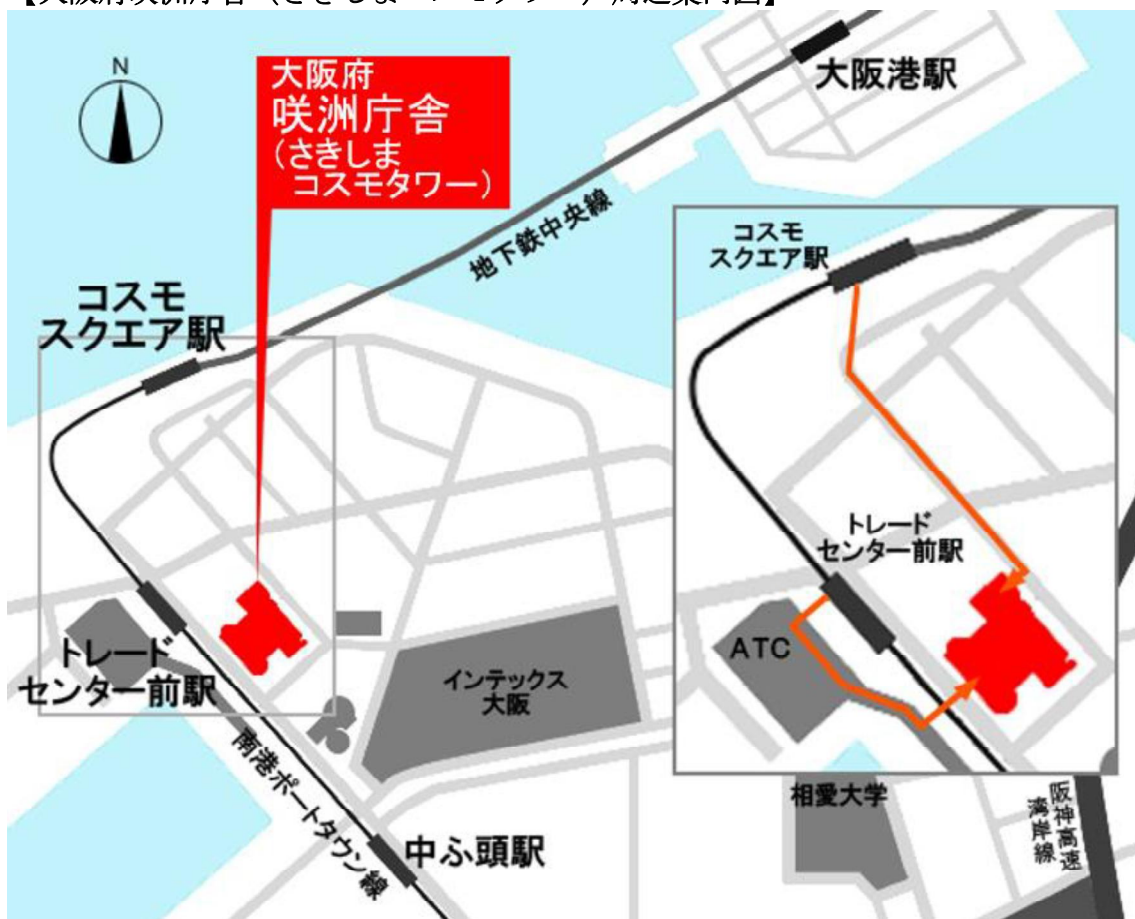 N
大阪府
咲洲庁舎
(さきしま
コスモタワー)
大阪港駅
地下鉄中央線
コスモ
スクエア駅
トレード
センター前駅
インテックス
大阪
南港ポートタウン線
中ふ頭駅
相愛大学
阪神高速
湾岸線
コスモ
スクエア駅
トレード
センター前駅
ATC